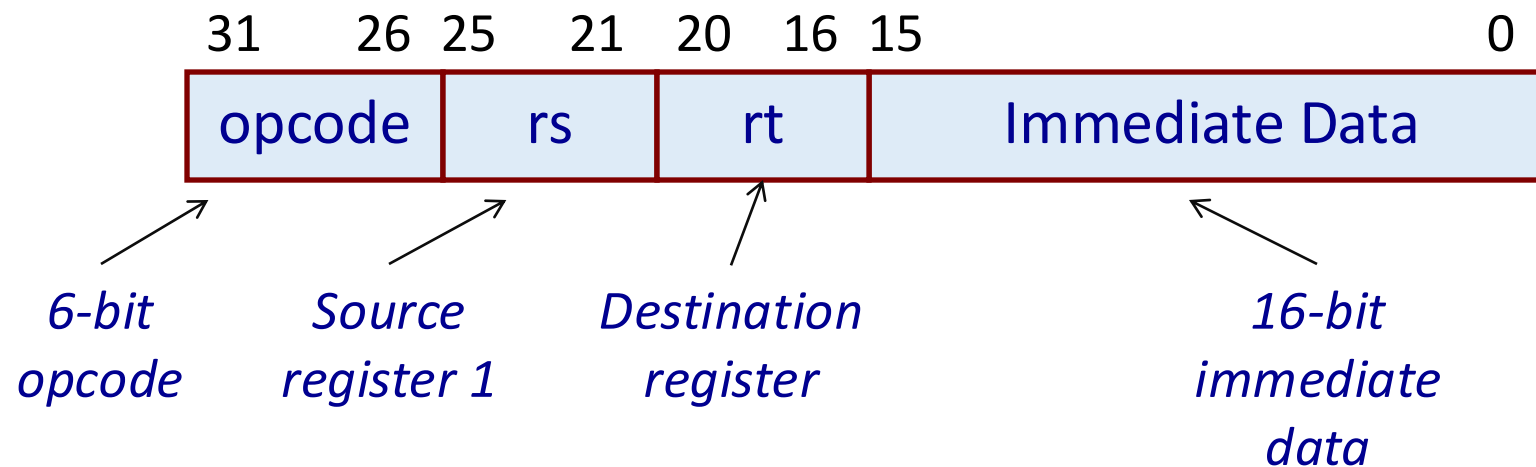 31 26 25 21 20 16 15 0
opcode rs rt Immediate Data
6-bit Source Destination 16-bit
opcode register 1 register immediate
data